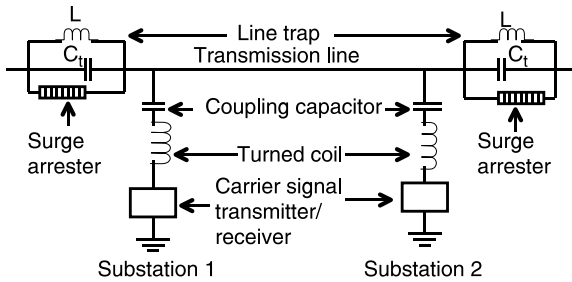 L
Line trap
L
Cₜ
Transmission line
Cₜ
Coupling capacitor
Surge
arrester
Turned coil
Surge
arrester
Carrier signal
transmitter/
receiver
Substation 1
Substation 2